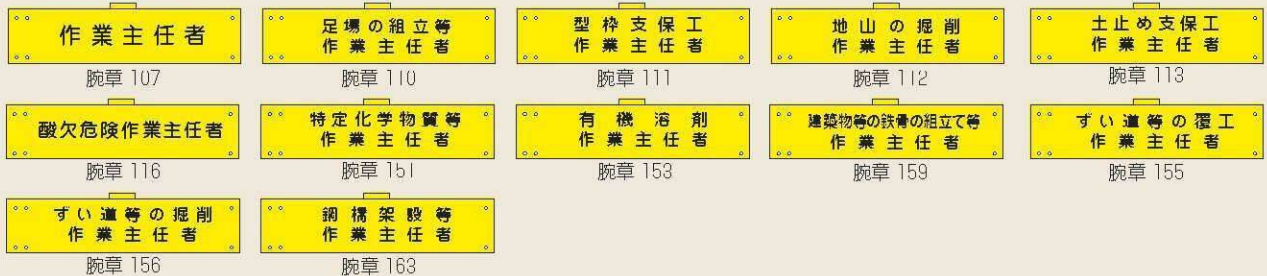 作業主任者
腕章 107
足場の組立等
作業主任者
腕章 110
型枠支保工
作業主任者
腕章 111
地山の掘削
作業主任者
腕章 112
土止め支保工
作業主任者
腕章 113
酸欠危険作業主任者
腕章 116
特定化学物質等
作業主任者
腕章 151
有機溶剤
作業主任者
腕章 153
建築物等の鉄骨の組立て等
作業主任者
腕章 159
ずい道等の覆工
作業主任者
腕章 155
ずい道等の掘削
作業主任者
腕章 156
鋼橋架設等
作業主任者
腕章 163